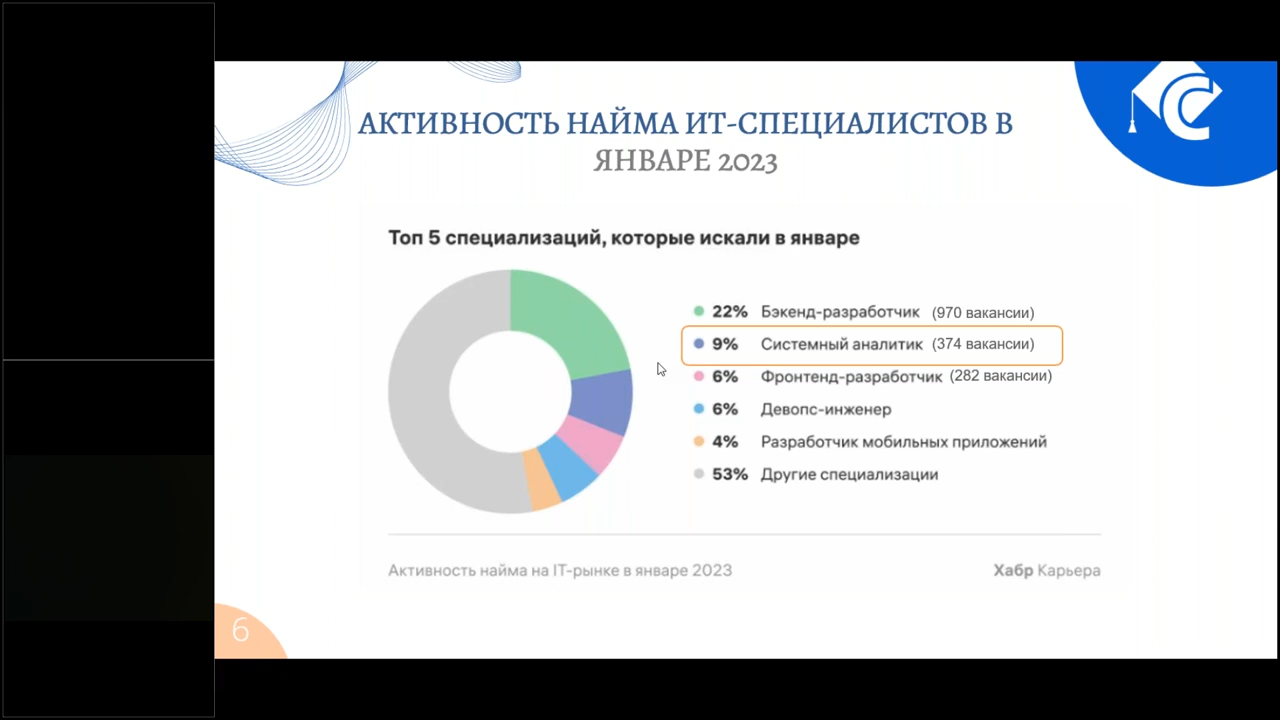 АКТИВНОСТЬ НАЙМА ИТ-СПЕЦИАЛИСТОВ В
ЯНВАРЕ 2023
Топ 5 специализаций, которые искали в январе
22% Бэкенд-разработчик (970 вакансии)
9% Системный аналитик (374 вакансии)
6% Фронтенд-разработчик (282 вакансии)
6% Девопс-инженер
4% Разработчик мобильных приложений
53% Другие специализации
Активность найма на IT-рынке в январе 2023
Хабр Карьера
6